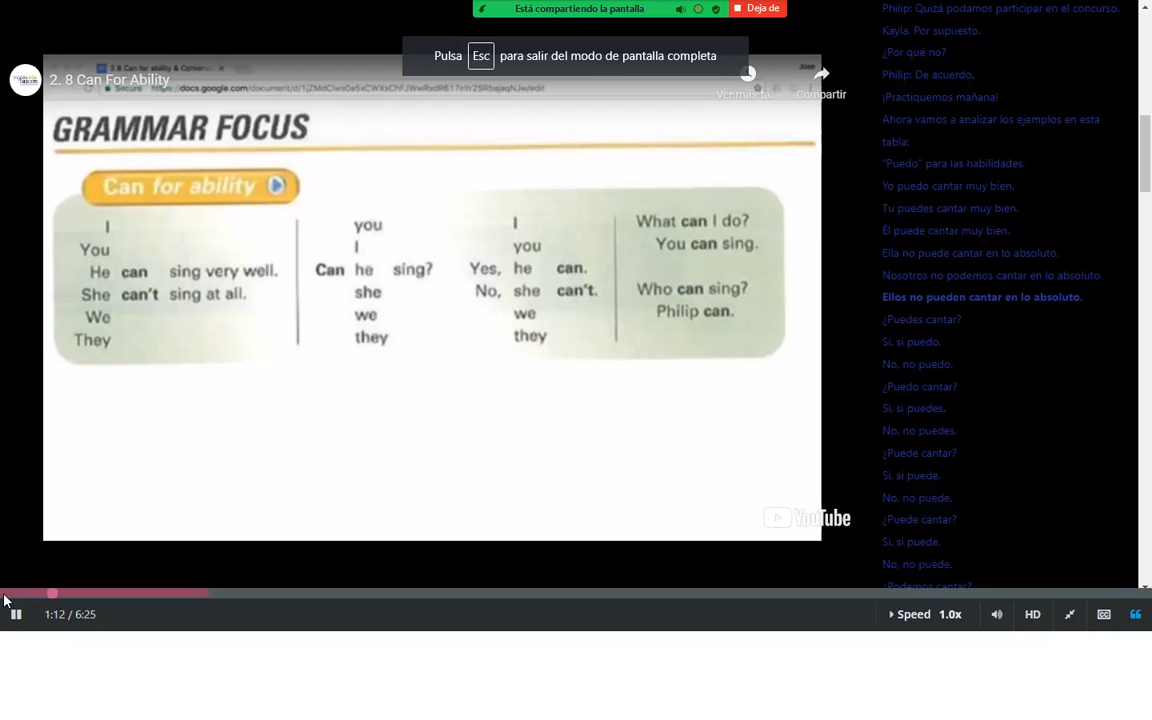 Está compartiendo la pantalla
Deja de
Pulsa Esc para salir del modo de pantalla completa
2. 8 Can For Ability
Compartir
GRAMMAR FOCUS
Can for ability
I
You
He can sing very well.
She can't sing at all.
We
They
you
I
Can he sing?
she
we
they
I
you
Yes, he can.
No, she can't.
we
they
What can I do?
You can sing.
Who can sing?
Philip can.
YouTube
Philip: Quizá podamos participar en el concurso.
Kayla. Por supuesto.
¿Por qué no?
Philip: De acuerdo.
¡Practiquemos mañana!
Ahora vamos a analizar los ejemplos en esta
tabla:
"Puedo" para las habilidades.
Yo puedo cantar muy bien.
Tu puedes cantar muy bien.
Él puede cantar muy bien.
Ella no puede cantar en lo absoluto.
Nosotros no podemos cantar en lo absoluto.
Ellos no pueden cantar en lo absoluto.
¿Puedes cantar?
Si, si puedo.
No, no puedo.
¿Puedo cantar?
Si, si puedes.
No, no puedes.
¿Puede cantar?
Si, si puede.
No, no puede.
¿Puede cantar?
Si, si puede.
No, no puede.
¿Podemos cantar?
1:12 / 6:25
Speed 1.0x
HD